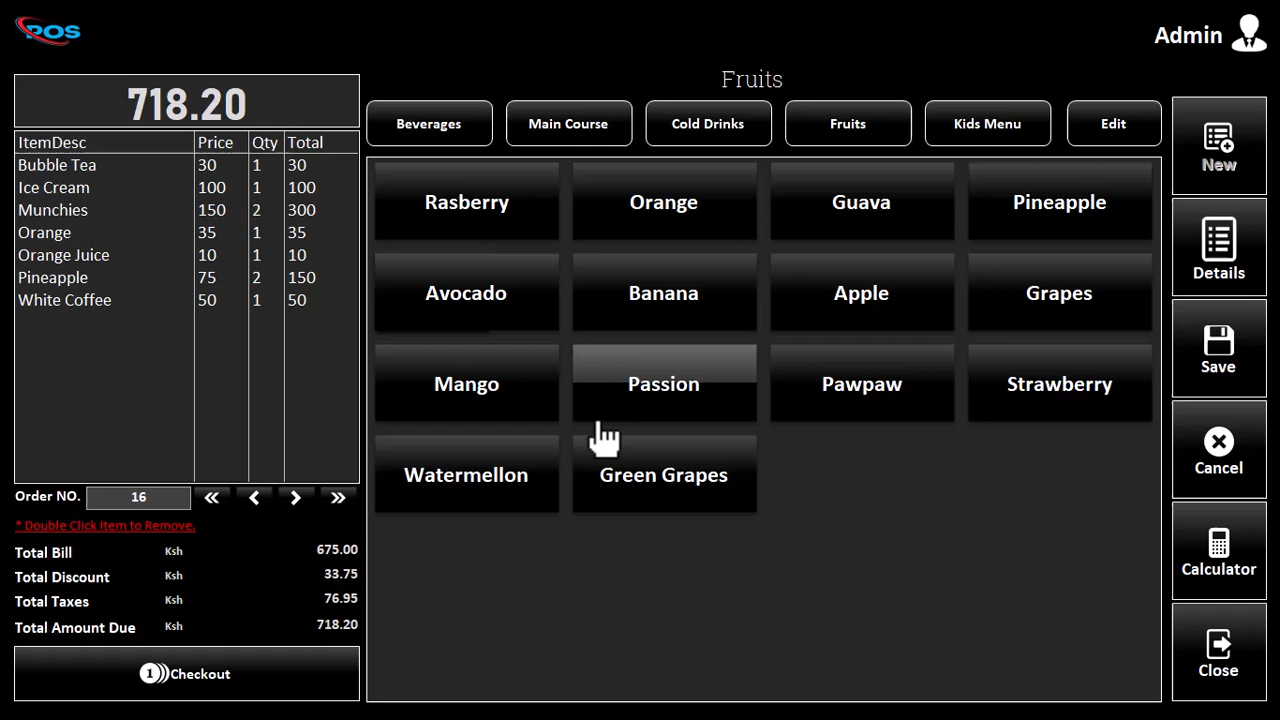 POS
Admin
718.20
ItemDesc Price Qty Total
Bubble Tea 30 1 30
Ice Cream 100 1 100
Munchies 150 2 300
Orange 35 1 35
Orange Juice 10 1 10
Pineapple 75 2 150
White Coffee 50 1 50
Order NO. 16
* Double Click Item to Remove.
Total Bill Ksh 675.00
Total Discount Ksh 33.75
Total Taxes Ksh 76.95
Total Amount Due Ksh 718.20
1 Checkout
Fruits
Beverages Main Course Cold Drinks Fruits Kids Menu Edit
Rasberry Orange Guava Pineapple
Avocado Banana Apple Grapes
Mango Passion Pawpaw Strawberry
Watermellon Green Grapes
New
Details
Save
Cancel
Calculator
Close